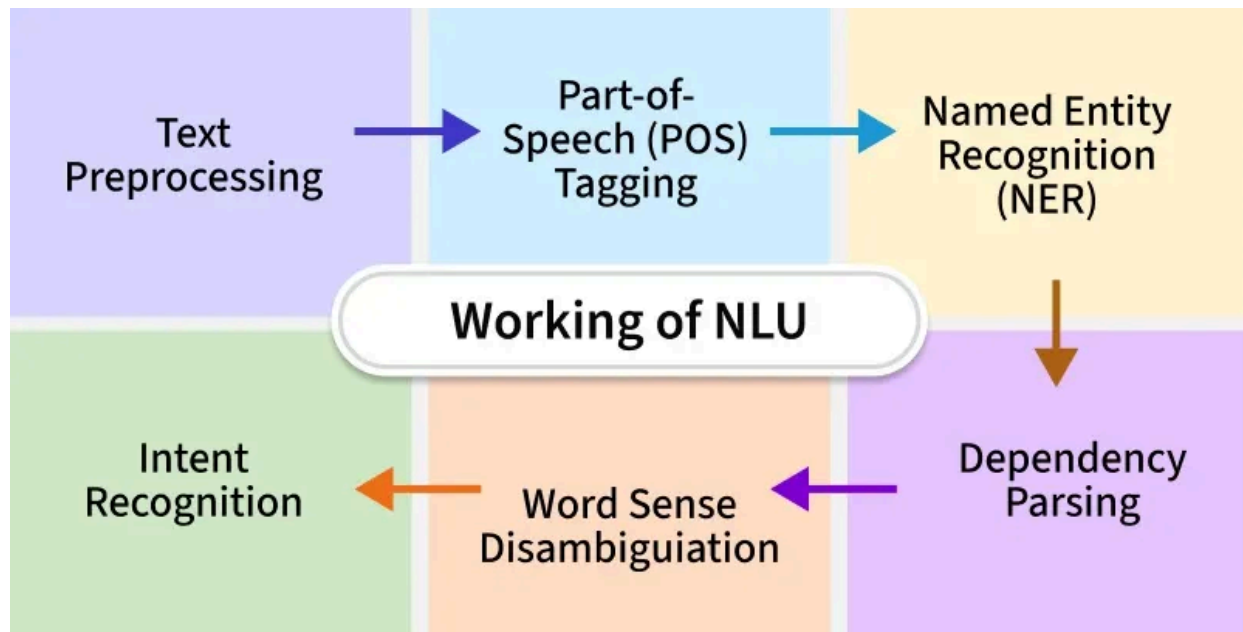 Text
Preprocessing
Part-of-
Speech (POS)
Tagging
Named Entity
Recognition
(NER)
Working of NLU
Intent
Recognition
Word Sense
Disambiguiation
Dependency
Parsing